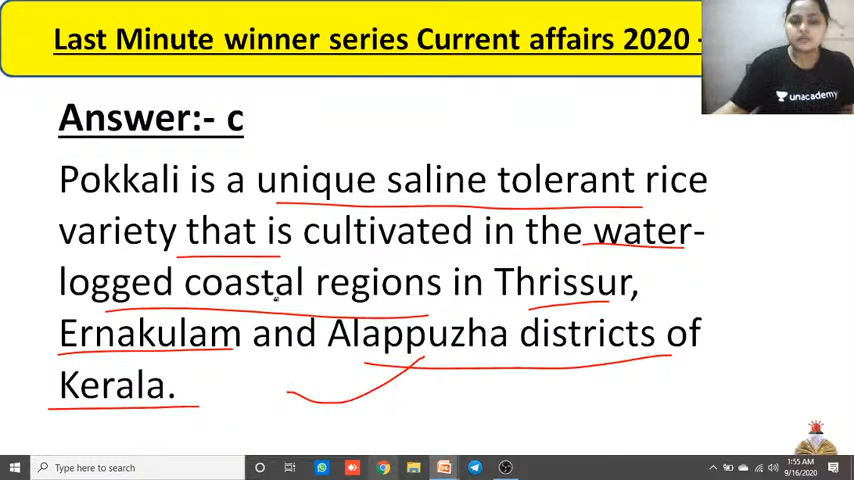 Last Minute winner series Current affairs 2020 -
unacademy
Answer:- c
Pokkali is a unique saline tolerant rice
variety that is cultivated in the water-
logged coastal regions in Thrissur,
Ernakulam and Alappuzha districts of
Kerala.
Type here to search
1:55 AM
9/16/2020